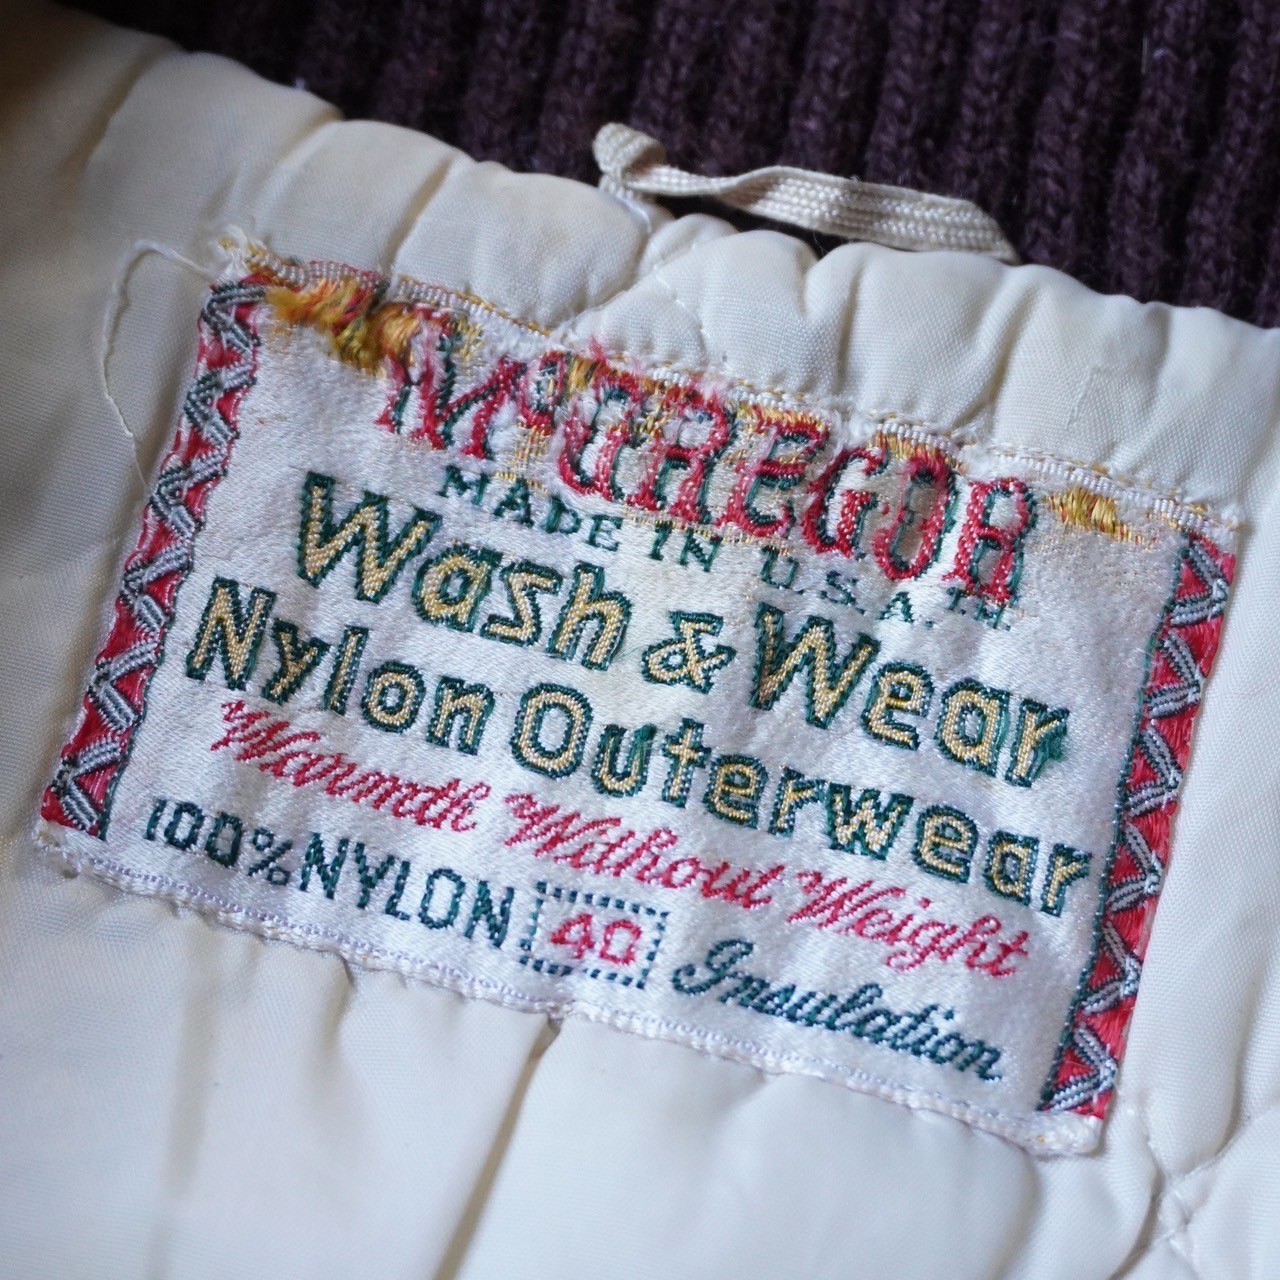 McGREGOR
MADE IN U.S.A.
Wash & Wear
Nylon Outerwear
Warmth Without Weight
100% NYLON 40 Insulation